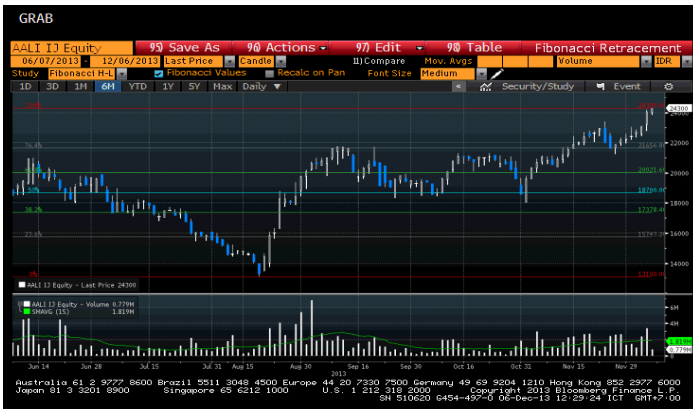 GRAB
AALI IJ Equity 95) Save As 96) Actions 97) Edit 98) Table Fibonacci Retracement
06/07/2013 - 12/06/2013 Last Price Candle 11) Compare Mov. Avgs Volume IDR
Study Fibonacci H-L Fibonacci Values Recalc on Pan Font Size Medium
1D 3D 1M 6M YTD 1Y 5Y Max Daily Security/Study Event
24300
24000
76.4%
22000
20000
50% 18700.00
18000
38.2%
16000
23.6%
14000
0%
AALI IJ Equity - Last Price 24300
AALI IJ Equity - Volume 0.779M
SMAVG (15) 1.819M
6M
4M
1.819M
0.779M
Jun 14 Jun 28 Jul 15 Jul 31 Aug 15 Aug 30 Sep 16 Sep 30 Oct 16 Oct 31 Nov 15 Nov 29
2013
Australia 61 2 9777 8600 Brazil 5511 3048 4500 Europe 44 20 7330 7500 Germany 49 69 9204 1210 Hong Kong 852 2977 6000
Japan 81 3 3201 8900 Singapore 65 6212 1000 U.S. 1 212 318 2000 Copyright 2013 Bloomberg Finance L.P.
SN 510620 G454-497-0 06-Dec-13 12:29:24 ICT GMT+7:00